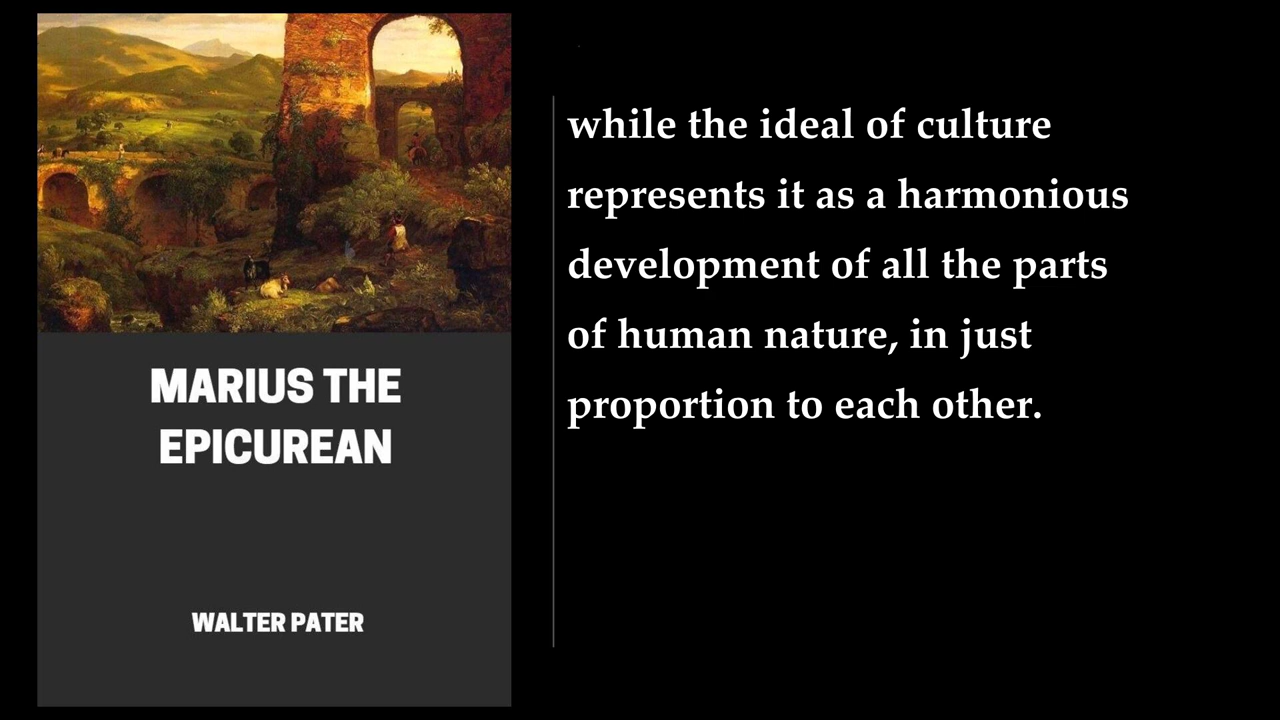 MARIUS THE
EPICUREAN
WALTER PATER
while the ideal of culture
represents it as a harmonious
development of all the parts
of human nature, in just
proportion to each other.